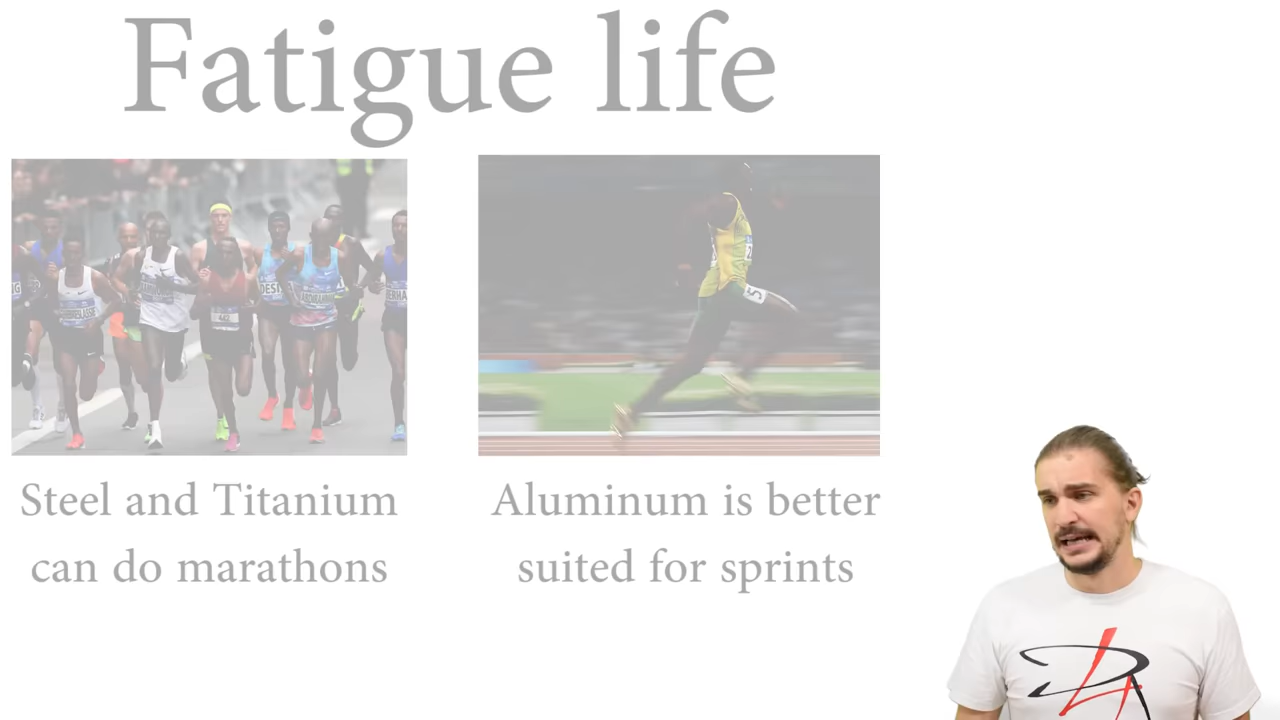 Fatigue life
Steel and Titanium
can do marathons
Aluminum is better
suited for sprints